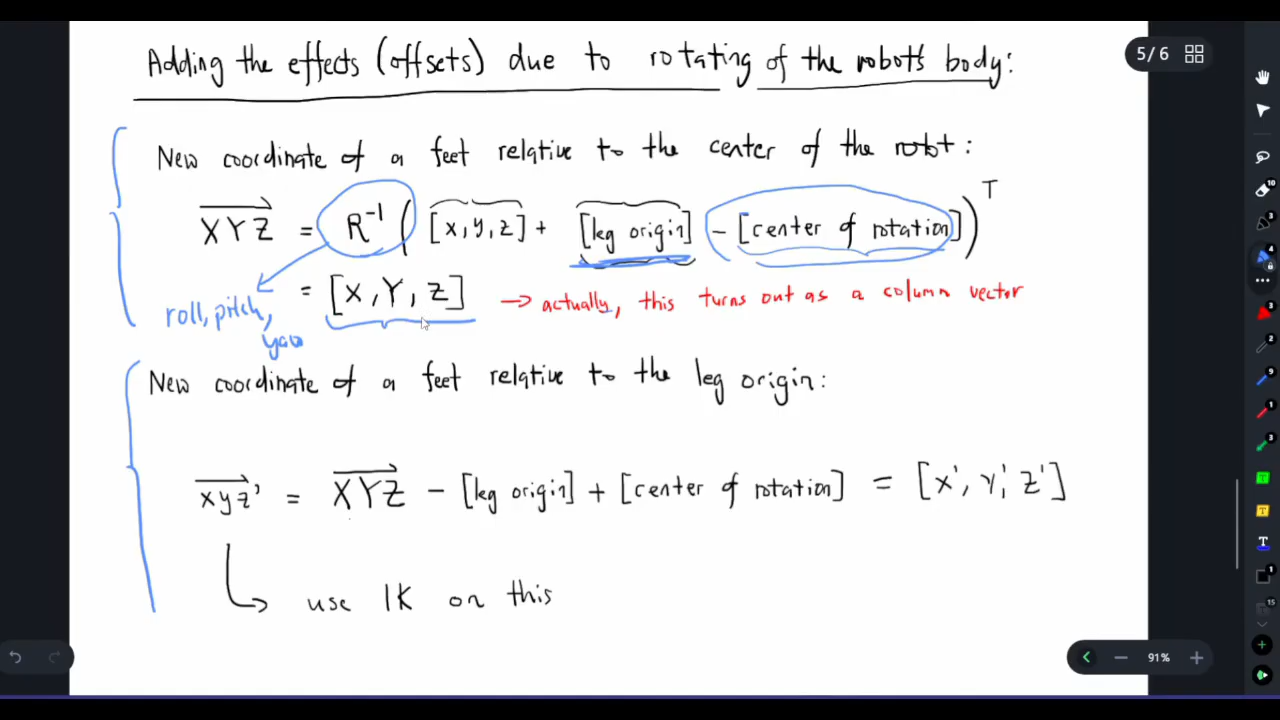 Adding the effects (offsets) due to rotating of the robot's body:
5/6
New coordinate of a feet relative to the center of the robot:
XYZ = R⁻¹ ([x,y,z] + [leg origin] - [center of rotation])ᵀ
= [X, Y, Z] → actually, this turns out as a column vector
roll, pitch,
yaw
New coordinate of a feet relative to the leg origin:
xyz' = XYZ - [leg origin] + [center of rotation] = [x', y', z']
use IK on this
91%